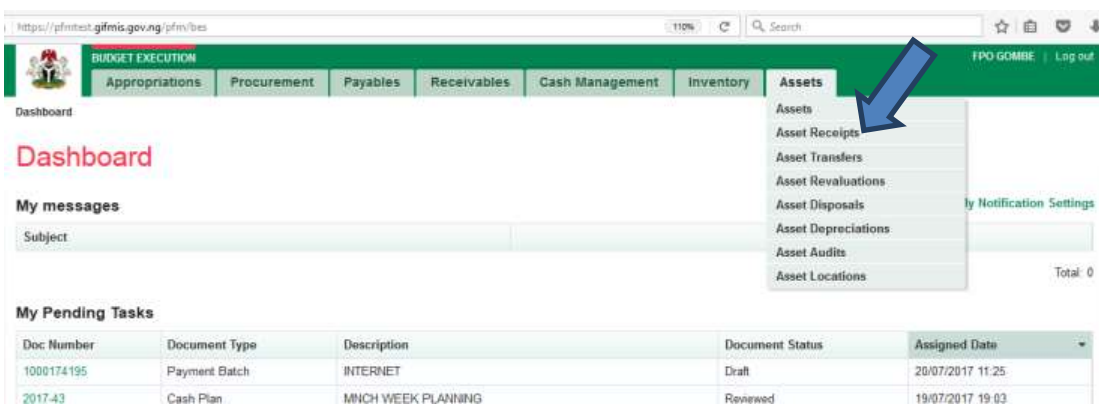 https://pfmtest.gifmis.gov.ng/pfm/bes 110% Search
BUDGET EXECUTION FPO GOMBE | Log out
Appropriations Procurement Payables Receivables Cash Management Inventory Assets
Dashboard
Assets
Asset Receipts
Asset Transfers
Asset Revaluations
Asset Disposals
Asset Depreciations
Asset Audits
Asset Locations
Dashboard
My messages
ly Notification Settings
Subject
Total: 0
My Pending Tasks
Doc Number Document Type Description Document Status Assigned Date
1000174195 Payment Batch INTERNET Draft 20/07/2017 11:25
2017-43 Cash Plan MNCH WEEK PLANNING Reviewed 19/07/2017 19:03